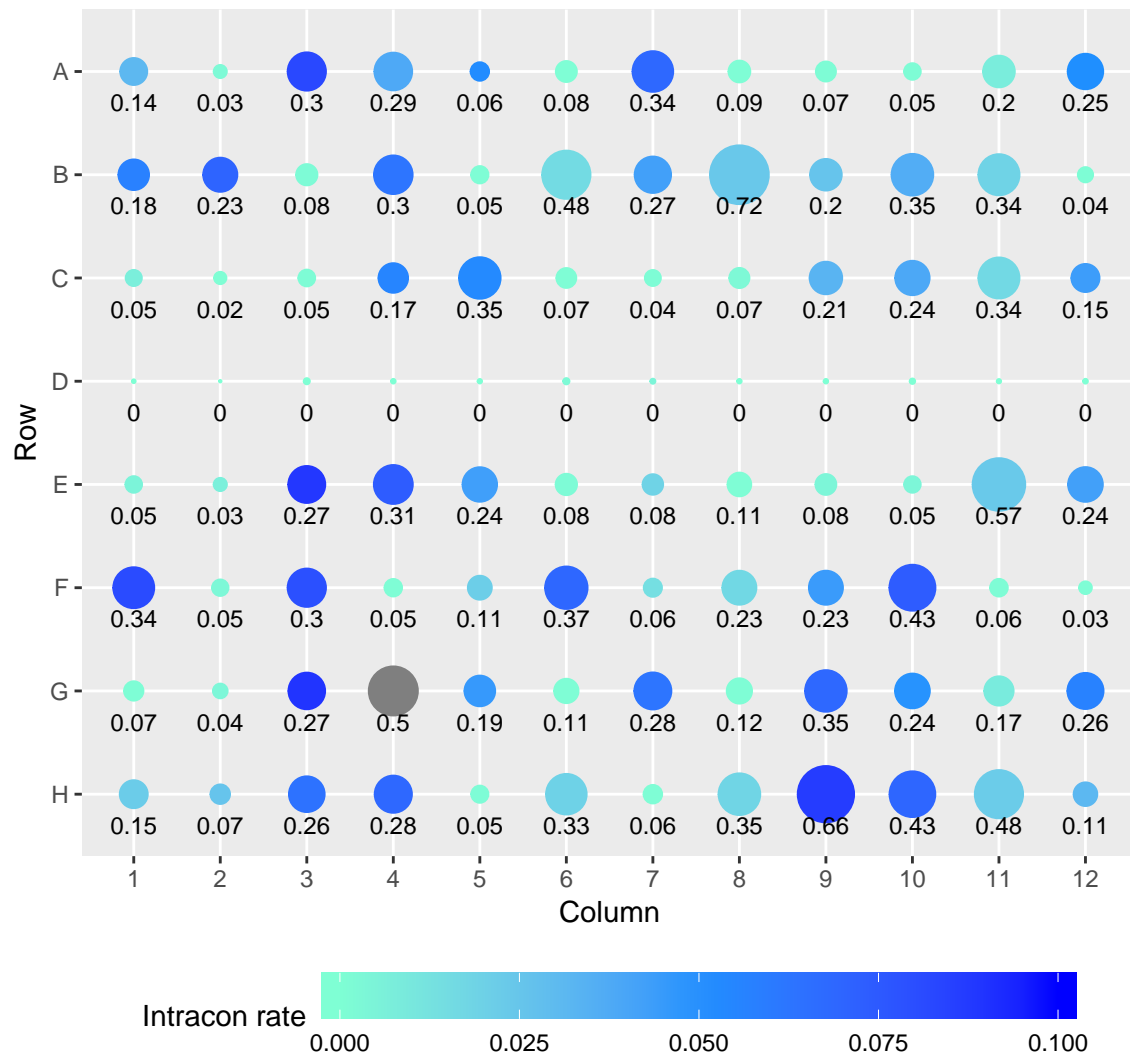 A
0.14 0.03 0.3 0.29 0.06 0.08 0.34 0.09 0.07 0.05 0.2 0.25
B
0.18 0.23 0.08 0.3 0.05 0.48 0.27 0.72 0.2 0.35 0.34 0.04
C
0.05 0.02 0.05 0.17 0.35 0.07 0.04 0.07 0.21 0.24 0.34 0.15
D
0 0 0 0 0 0 0 0 0 0 0 0
Row
E
0.05 0.03 0.27 0.31 0.24 0.08 0.08 0.11 0.08 0.05 0.57 0.24
F
0.34 0.05 0.3 0.05 0.11 0.37 0.06 0.23 0.23 0.43 0.06 0.03
G
0.07 0.04 0.27 0.5 0.19 0.11 0.28 0.12 0.35 0.24 0.17 0.26
H
0.15 0.07 0.26 0.28 0.05 0.33 0.06 0.35 0.66 0.43 0.48 0.11
1 2 3 4 5 6 7 8 9 10 11 12
Column
Intracon rate
0.000 0.025 0.050 0.075 0.100